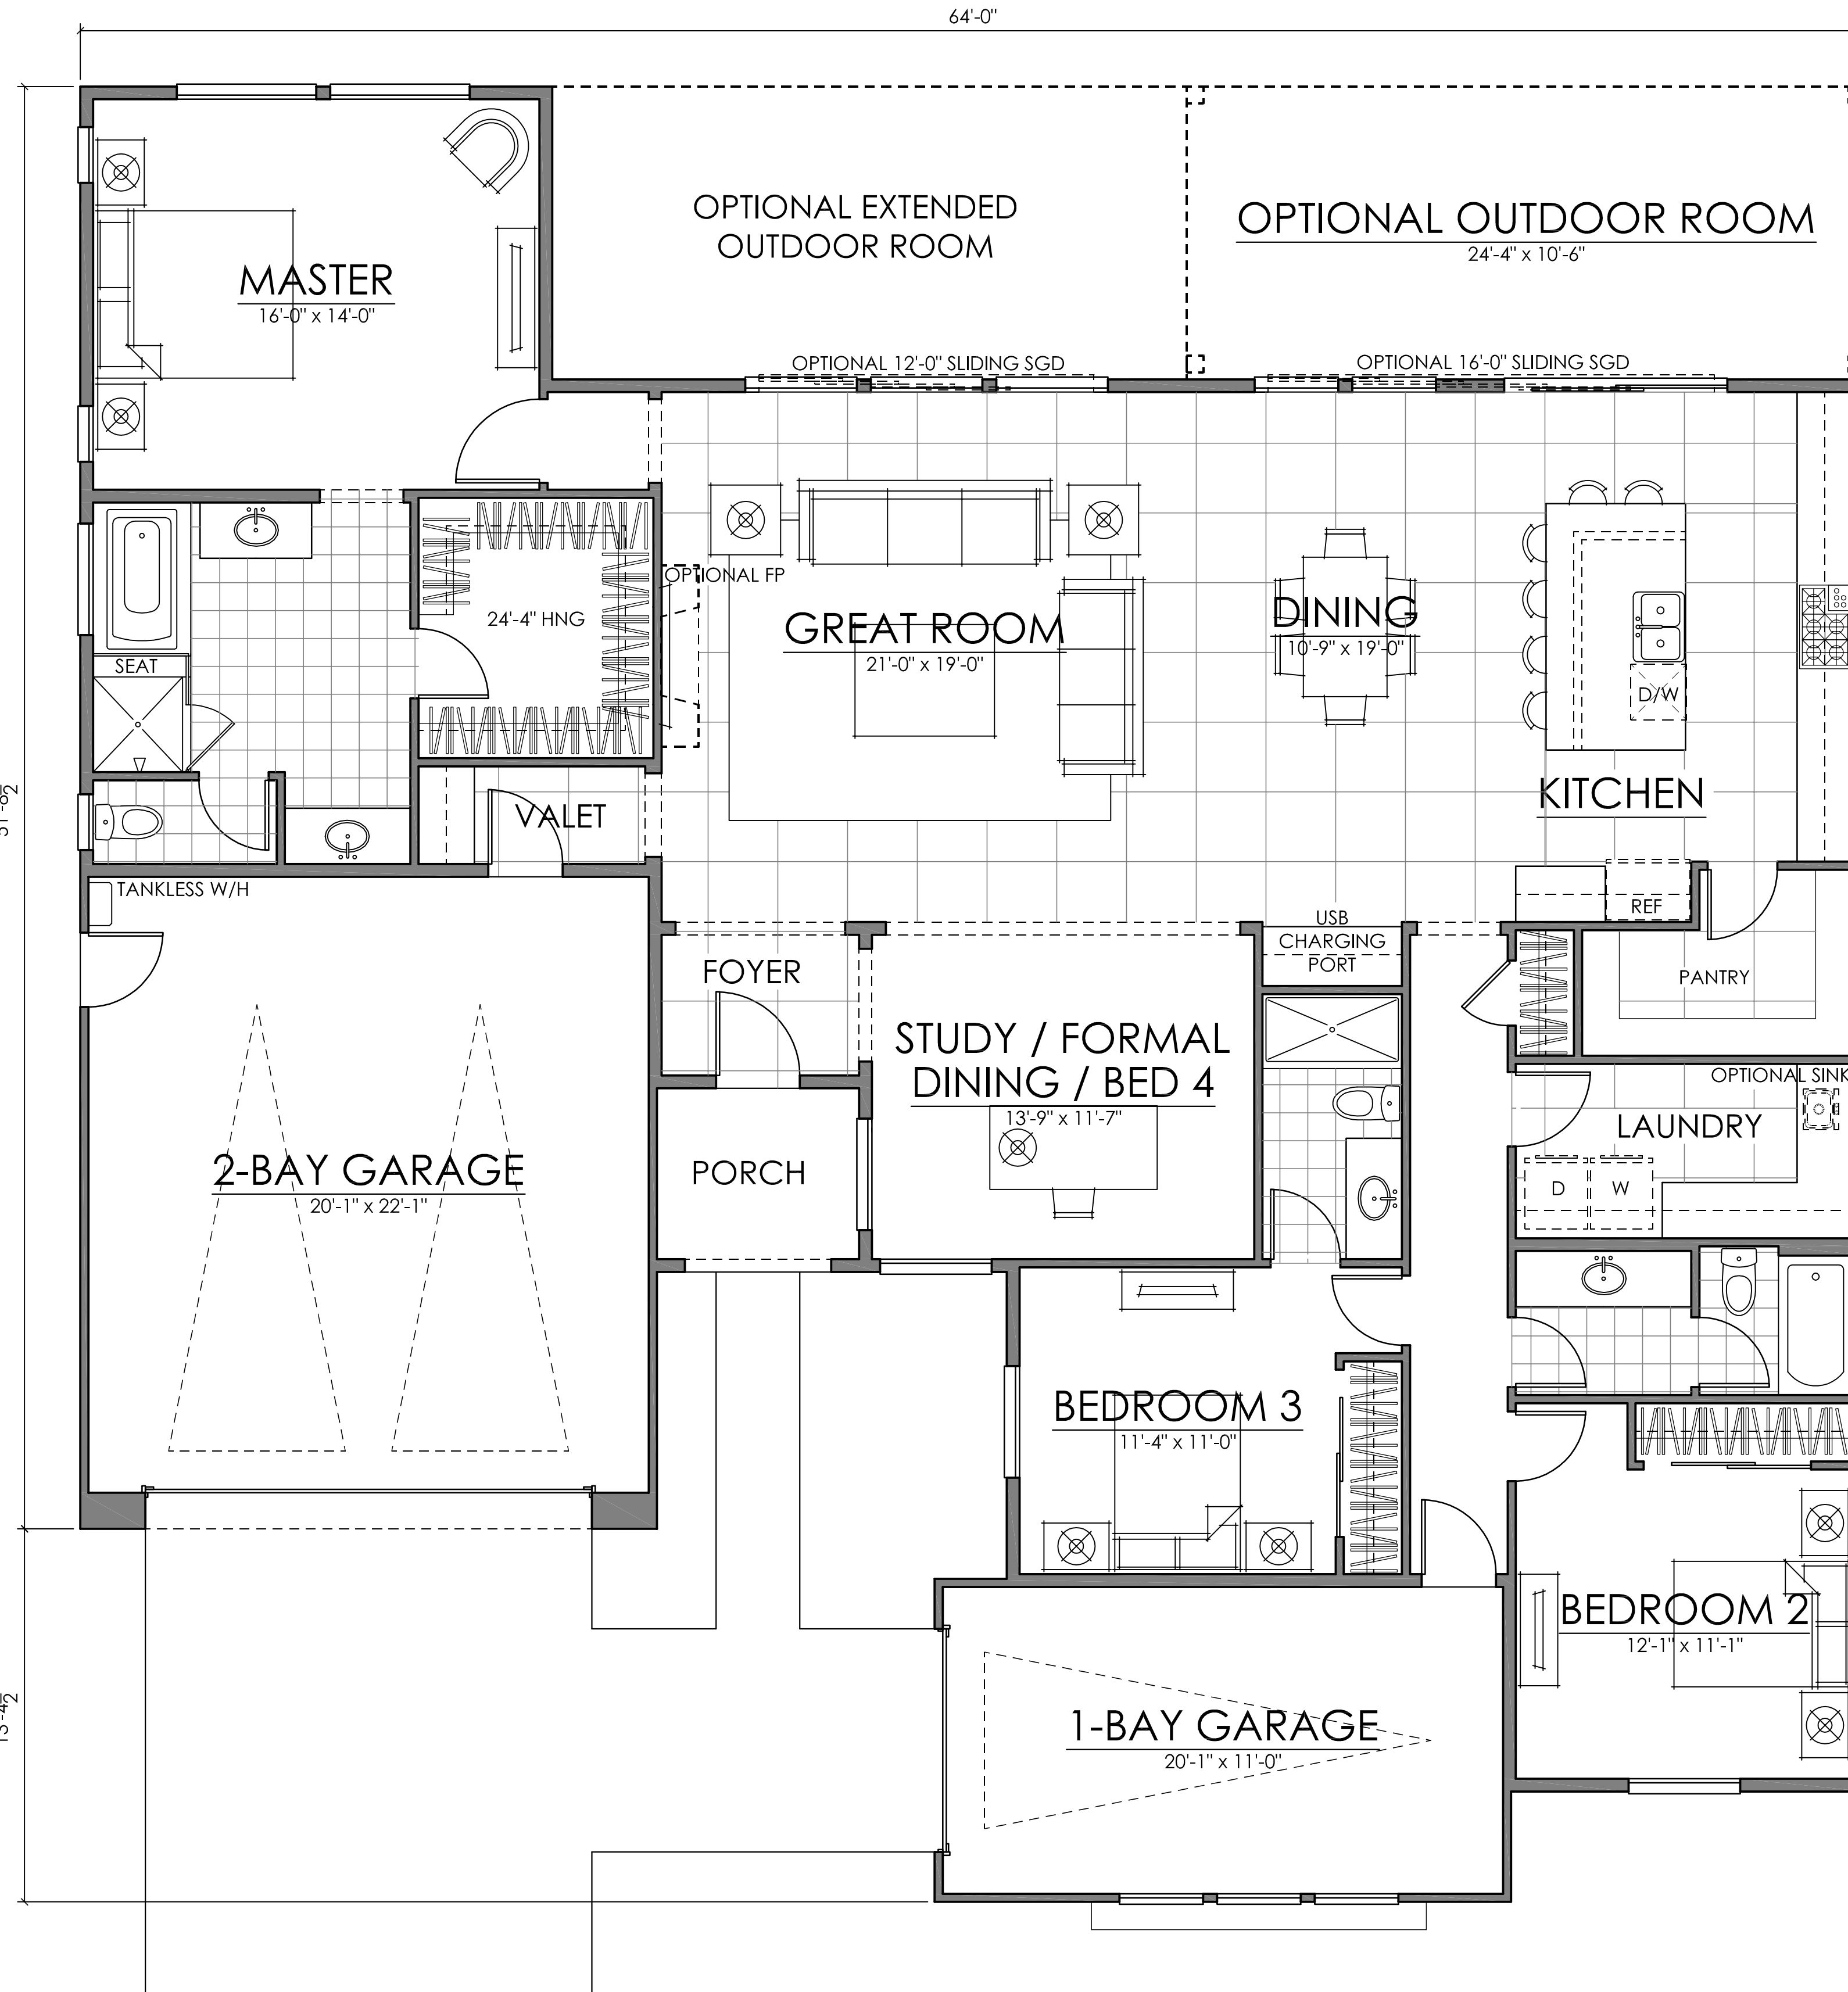 64'-0"
OPTIONAL EXTENDED
OUTDOOR ROOM
OPTIONAL OUTDOOR ROOM
24'-4" x 10'-6"
MASTER
16'-0" x 14'-0"
OPTIONAL 12'-0" SLIDING SGD
OPTIONAL 16'-0" SLIDING SGD
OPTIONAL FP
24'-4" HNG
GREAT ROOM
21'-0" x 19'-0"
DINING
10'-9" x 19'-0"
SEAT
D/W
KITCHEN
VALET
TANKLESS W/H
REF
USB
CHARGING
PORT
FOYER
PANTRY
STUDY / FORMAL
DINING / BED 4
13'-9" x 11'-7"
OPTIONAL SINK
LAUNDRY
D
W
2-BAY GARAGE
20'-1" x 22'-1"
PORCH
BEDROOM 3
11'-4" x 11'-0"
BEDROOM 2
12'-1" x 11'-1"
1-BAY GARAGE
20'-1" x 11'-0"